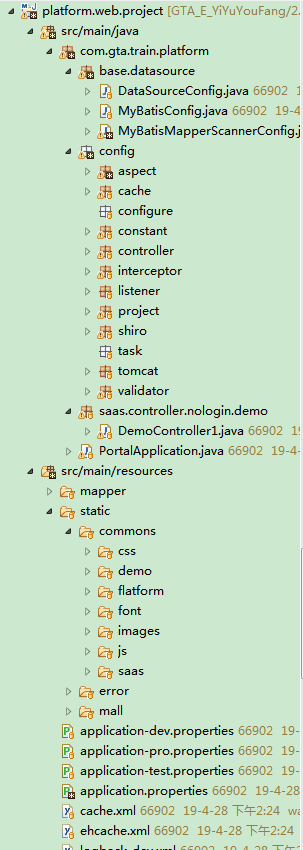 platform.web.project [GTA_E_YiYuYouFang/2.
src/main/java
com.gta.train.platform
base.datasource
DataSourceConfig.java 66902 19-4
MyBatisConfig.java 66902 19-4-28
MyBatisMapperScannerConfig.j
config
aspect
cache
configure
constant
controller
interceptor
listener
project
shiro
task
tomcat
validator
saas.controller.nologin.demo
DemoController1.java 66902 19
PortalApplication.java 66902 19-4-
src/main/resources
mapper
static
commons
css
demo
flatform
font
images
js
saas
error
mall
application-dev.properties 66902 19-
application-pro.properties 66902 19-
application-test.properties 66902 19-
application.properties 66902 19-4-28
cache.xml 66902 19-4-28 下午2:24 wa
ehcache.xml 66902 19-4-28 下午2:24